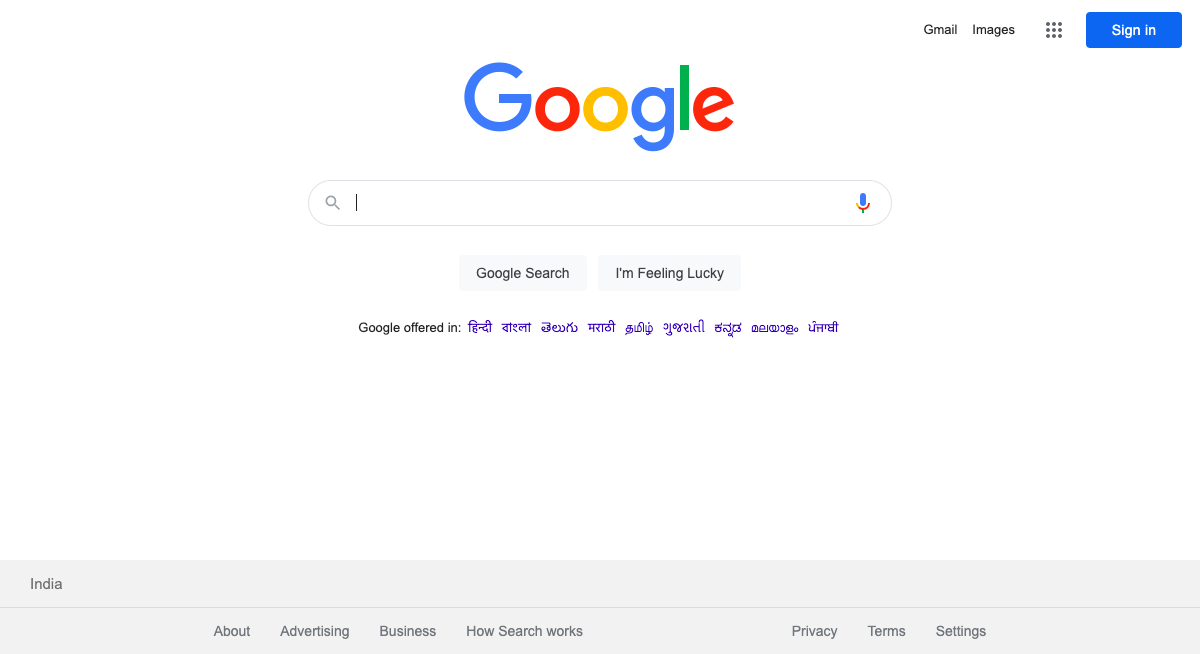 Gmail Images Sign in
Google
Google Search I'm Feeling Lucky
Google offered in: हिन्दी বাংলা తెలుగు मराठी தமிழ் ગુજરાતી ಕನ್ನಡ മലയാളം ਪੰਜਾਬੀ
India
About Advertising Business How Search works Privacy Terms Settings